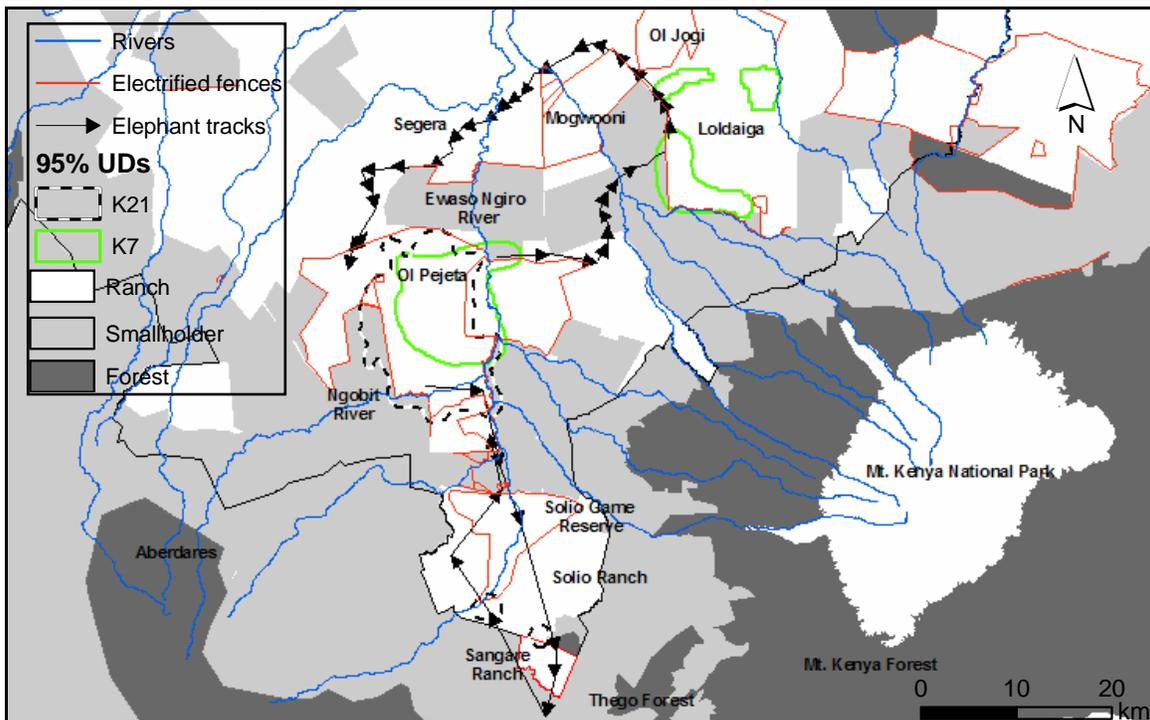 Rivers
Electrified fences
Elephant tracks
95% UDs
K21
K7
Ranch
Smallholder
Forest
Ol Jogi
Segera
Mogwooni
Loldaiga
N
Ewaso Ngiro
River
Ol Pejeta
Ngobit
River
Mt. Kenya National Park
Solio Game
Reserve
Aberdares
Solio Ranch
Sangare
Ranch
Mt. Kenya Forest
Thego Forest
0 10 20
km